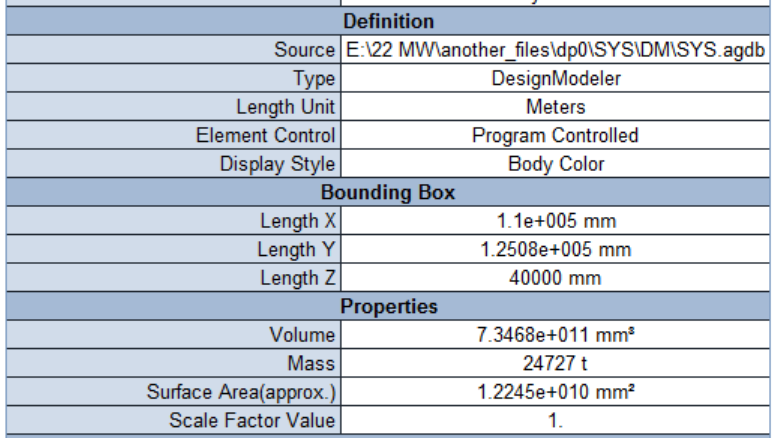 Definition
Source E:\22 MW\another_files\dp0\SYS\DM\SYS.agdb
Type DesignModeler
Length Unit Meters
Element Control Program Controlled
Display Style Body Color
Bounding Box
Length X 1.1e+005 mm
Length Y 1.2508e+005 mm
Length Z 40000 mm
Properties
Volume 7.3468e+011 mm³
Mass 24727 t
Surface Area(approx.) 1.2245e+010 mm²
Scale Factor Value 1.